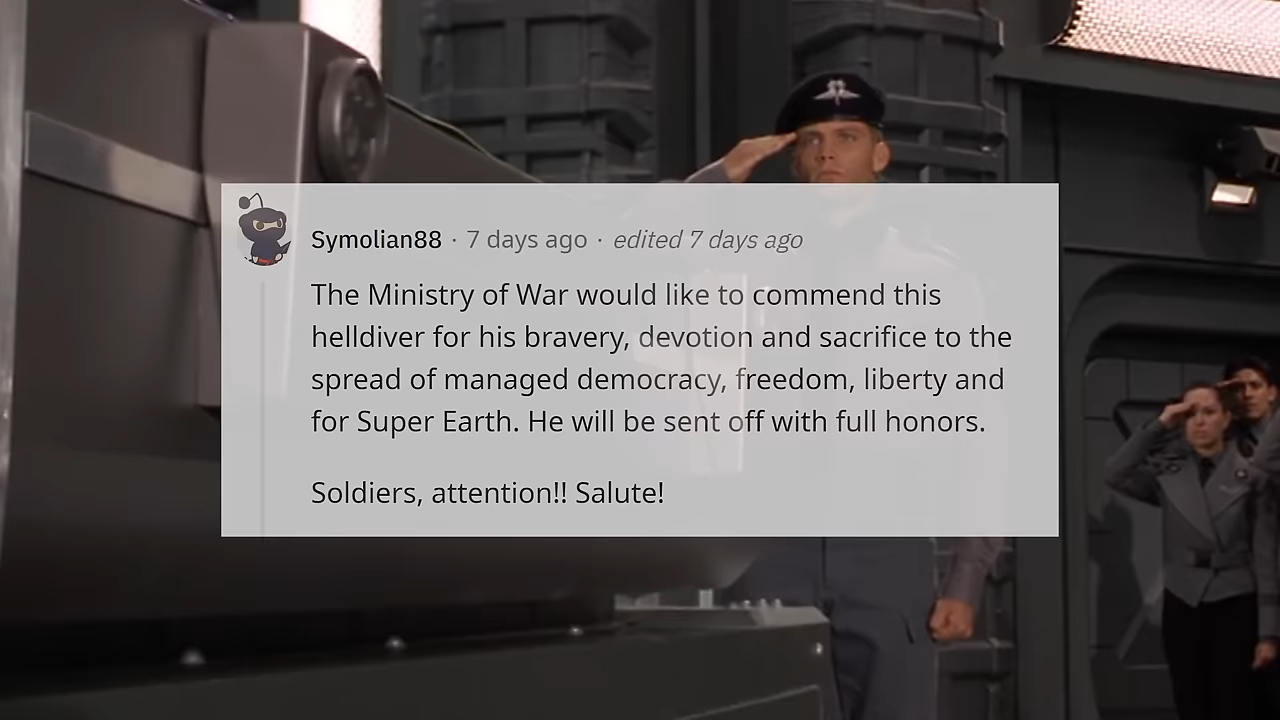 Symolian88 · 7 days ago · edited 7 days ago
The Ministry of War would like to commend this
helldiver for his bravery, devotion and sacrifice to the
spread of managed democracy, freedom, liberty and
for Super Earth. He will be sent off with full honors.
Soldiers, attention!! Salute!